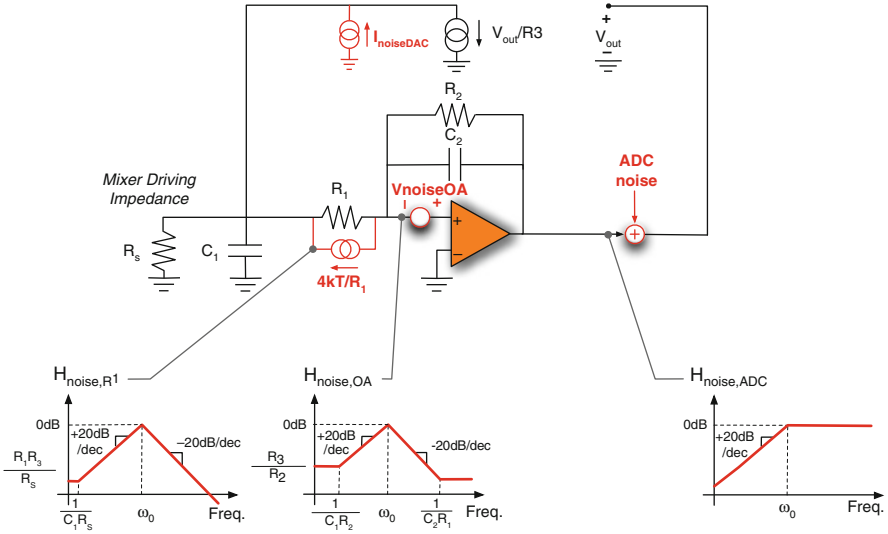 I_noiseDAC
V_out/R3
+
V_out
−
R_2
C_2
Mixer Driving
Impedance
R_1
VnoiseOA
− +
ADC
noise
+
+
−
R_s
C_1
4kT/R_1
H_noise,R1
H_noise,OA
H_noise,ADC
0dB
+20dB
/dec
−20dB/dec
R_1R_3
R_S
1
C_1R_S
ω_0
Freq.
0dB
+20dB
/dec
-20dB/dec
R_3
R_2
1
C_1R_2
ω_0
1
C_2R_1
Freq.
0dB
+20dB
/dec
ω_0
Freq.